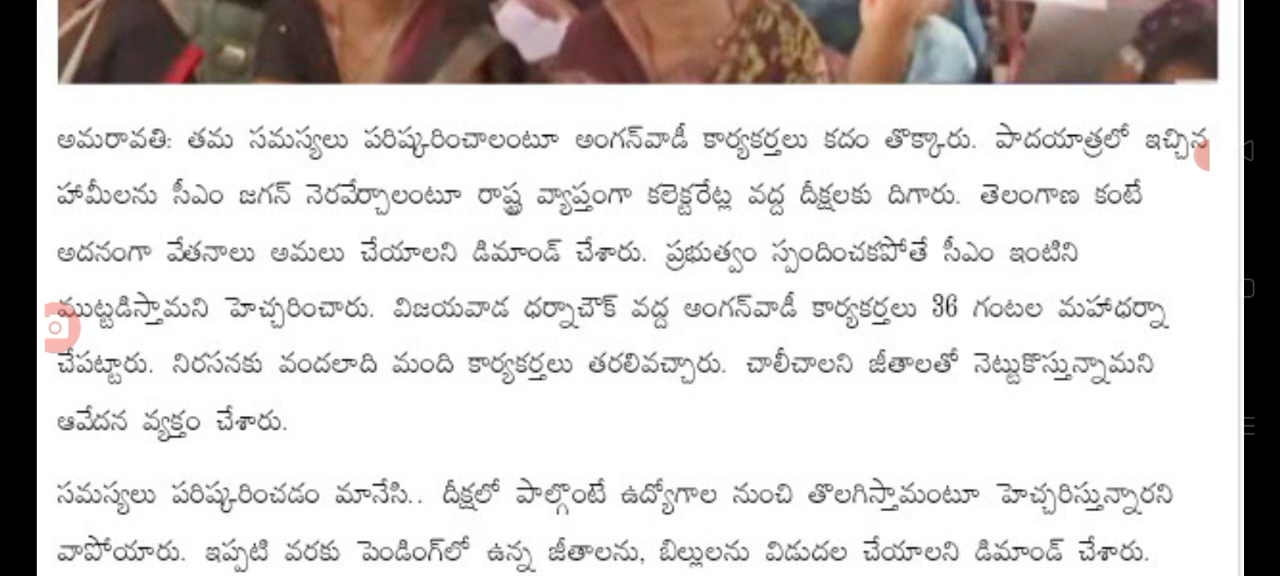 అమరావతి: తమ సమస్యలు పరిష్కరించాలంటూ అంగన్‌వాడీ కార్యకర్తలు కదం తొక్కారు. పాదయాత్రలో ఇచ్చిన
హామీలను సీఎం జగన్ నెరవేర్చాలంటూ రాష్ట్ర వ్యాప్తంగా కలెక్టరేట్ల వద్ద దీక్షలకు దిగారు. తెలంగాణ కంటే
అదనంగా వేతనాలు అమలు చేయాలని డిమాండ్ చేశారు. ప్రభుత్వం స్పందించకపోతే సీఎం ఇంటిని
ముట్టడిస్తామని హెచ్చరించారు. విజయవాడ ధర్నాచౌక్ వద్ద అంగన్‌వాడీ కార్యకర్తలు 36 గంటల మహాధర్నా
చేపట్టారు. నిరసనకు వందలాది మంది కార్యకర్తలు తరలివచ్చారు. చాలీచాలని జీతాలతో నెట్టుకొస్తున్నామని
ఆవేదన వ్యక్తం చేశారు.
సమస్యలు పరిష్కరించడం మానేసి.. దీక్షలో పాల్గొంటే ఉద్యోగాల నుంచి తొలగిస్తామంటూ హెచ్చరిస్తున్నారని
వాపోయారు. ఇప్పటి వరకు పెండింగ్‌లో ఉన్న జీతాలను, బిల్లులను విడుదల చేయాలని డిమాండ్ చేశారు.